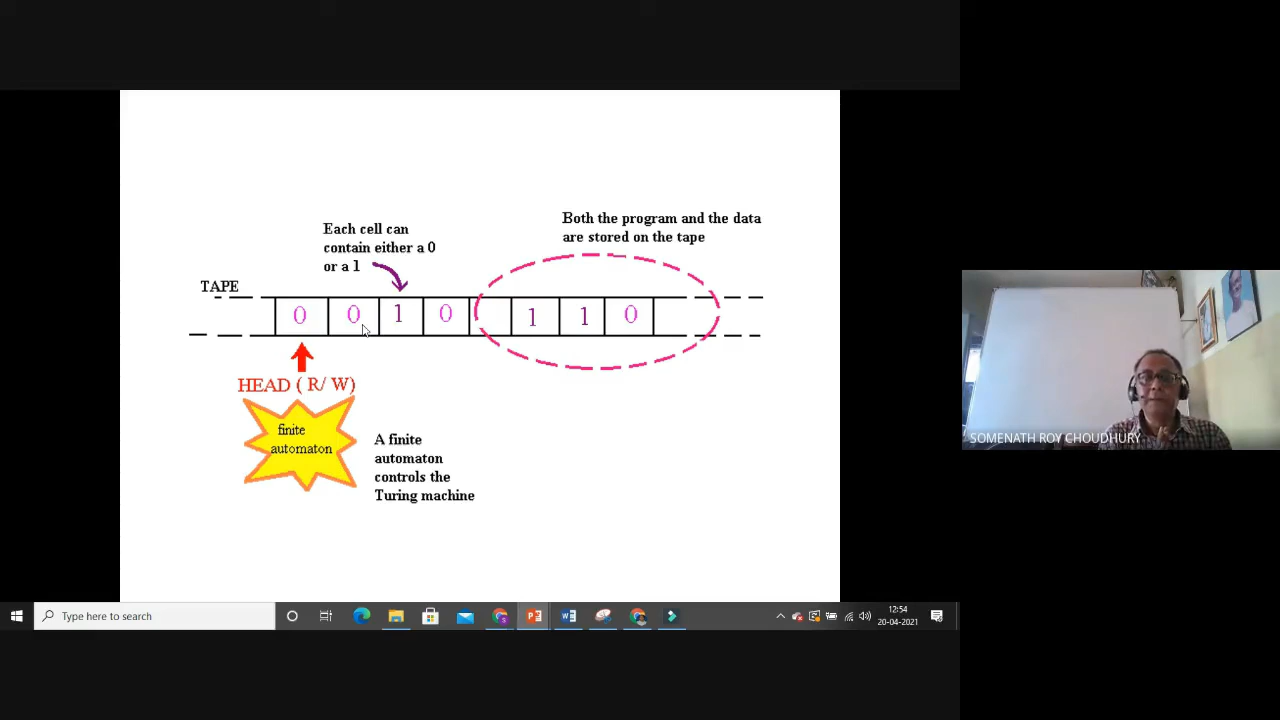 Each cell can
contain either a 0
or a 1
Both the program and the data
are stored on the tape
TAPE
0 0 1 0 1 1 0
HEAD ( R/ W)
finite
automaton
A finite
automaton
controls the
Turing machine
SOMENATH ROY CHOUDHURY
Type here to search
12:54
20-04-2021